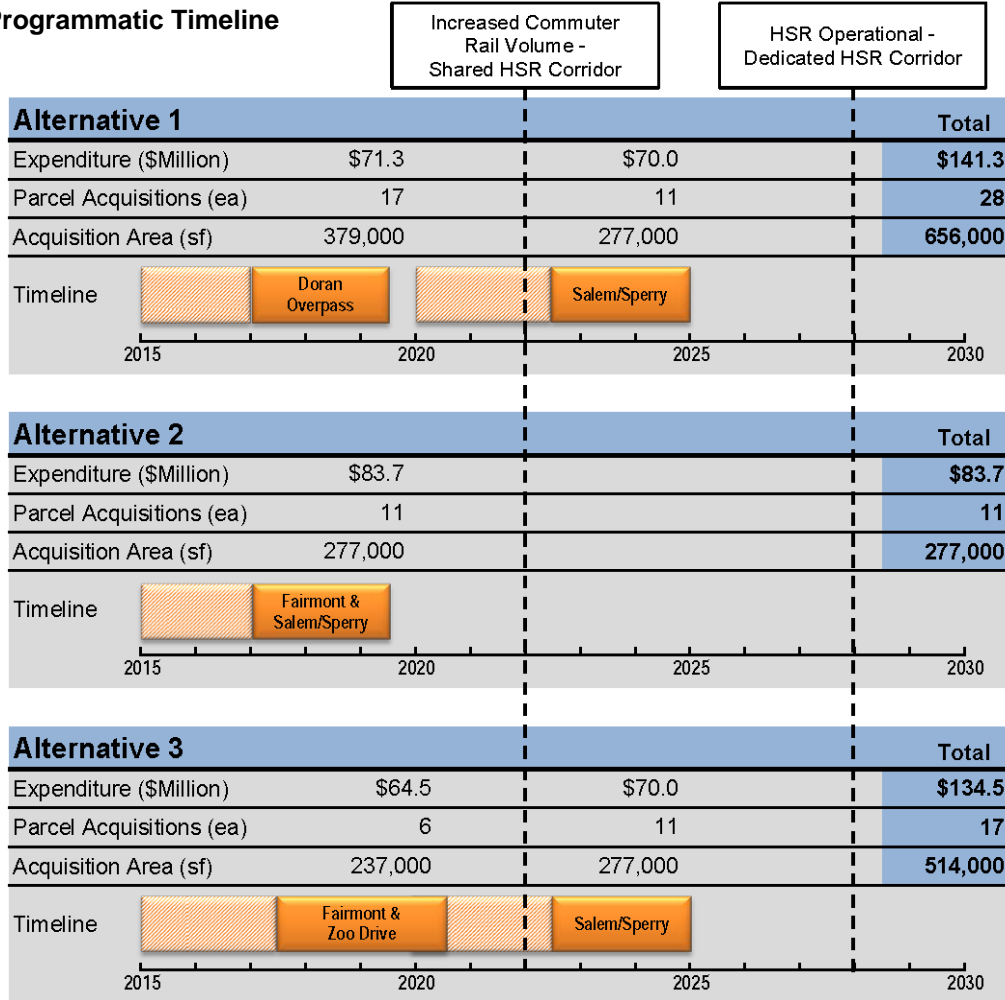 Programmatic Timeline
Increased Commuter
Rail Volume -
Shared HSR Corridor
HSR Operational -
Dedicated HSR Corridor
Alternative 1 Total
Expenditure ($Million) $71.3 $70.0 $141.3
Parcel Acquisitions (ea) 17 11 28
Acquisition Area (sf) 379,000 277,000 656,000
Timeline
Doran
Overpass
Salem/Sperry
2015 2020 2025 2030
Alternative 2 Total
Expenditure ($Million) $83.7 $83.7
Parcel Acquisitions (ea) 11 11
Acquisition Area (sf) 277,000 277,000
Timeline
Fairmont &
Salem/Sperry
2015 2020 2025 2030
Alternative 3 Total
Expenditure ($Million) $64.5 $70.0 $134.5
Parcel Acquisitions (ea) 6 11 17
Acquisition Area (sf) 237,000 277,000 514,000
Timeline
Fairmont &
Zoo Drive
Salem/Sperry
2015 2020 2025 2030